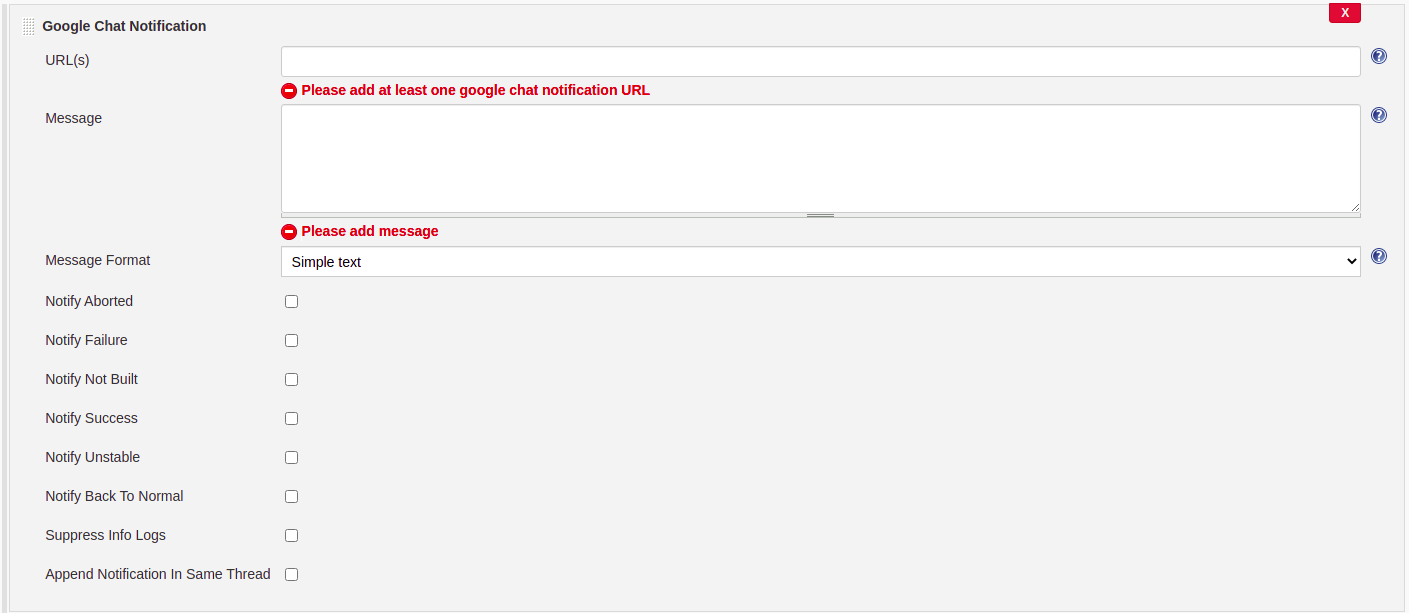 X
Google Chat Notification
URL(s)
?
Please add at least one google chat notification URL
Message
?
Please add message
Message Format
Simple text
?
Notify Aborted
Notify Failure
Notify Not Built
Notify Success
Notify Unstable
Notify Back To Normal
Suppress Info Logs
Append Notification In Same Thread